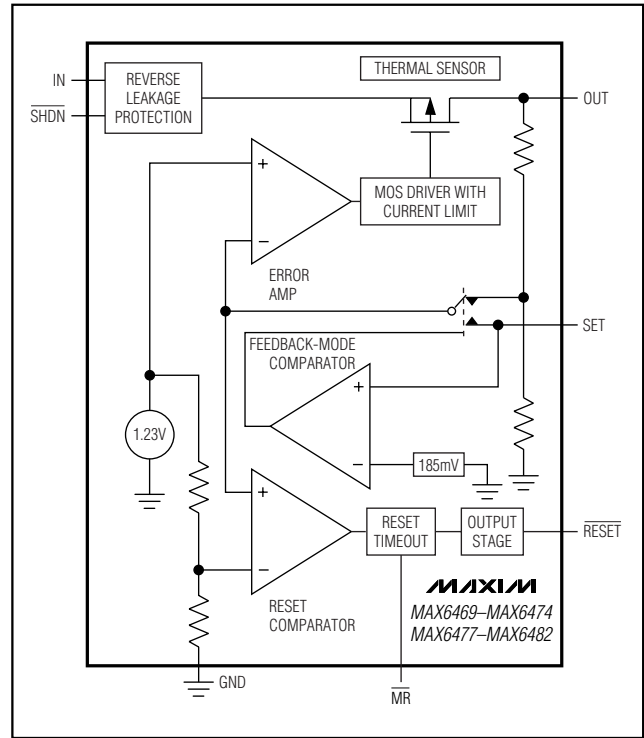 THERMAL SENSOR
IN
REVERSE
LEAKAGE
PROTECTION
SHDN
OUT
+
−
MOS DRIVER WITH
CURRENT LIMIT
ERROR
AMP
SET
FEEDBACK-MODE
COMPARATOR
+
−
1.23V
185mV
+
−
RESET
TIMEOUT
OUTPUT
STAGE
RESET
RESET
COMPARATOR
MAXIM
MAX6469–MAX6474
MAX6477–MAX6482
GND
MR